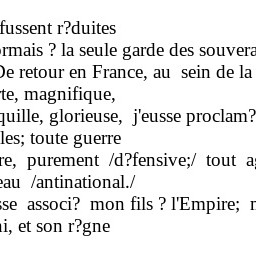 fussent r?duites
ormais ? la seule garde des souvera
De retour en France, au  sein de la
rte, magnifique,
quille, glorieuse,  j'eusse proclam?
les; toute guerre
re,  purement  /d?fensive;/  tout  ag
eau  /antinational./
sse  associ?  mon fils ? l'Empire;  m
ni, et son r?gne